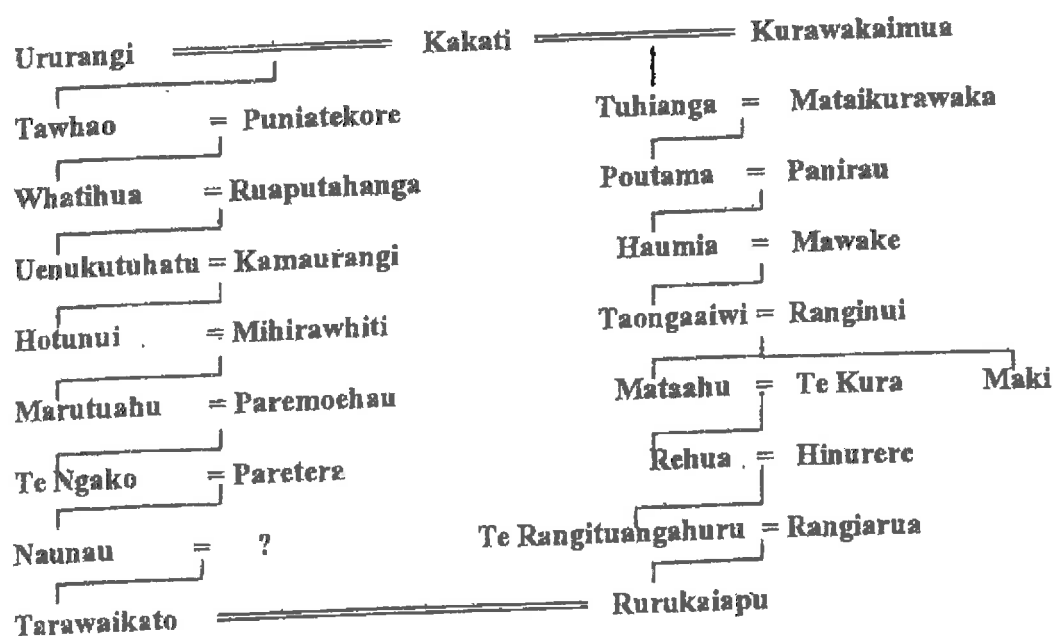 Ururangi Kakati Kurawakaimua
Tawhao = Puniatekore Tuhianga = Mataikurawaka
Whatihua = Ruaputahanga Poutama = Panirau
Uenukutuhatu = Kamaurangi Haumia = Mawake
Hotunui = Mihirawhiti Taongaaiwi = Ranginui
Marutuahu = Paremoehau Mataahu = Te Kura Maki
Te Ngako = Paretera Rehua = Hinurere
Naunau = ? Te Rangituangahuru = Rangiarua
Tarawaikato Rurukaiapu